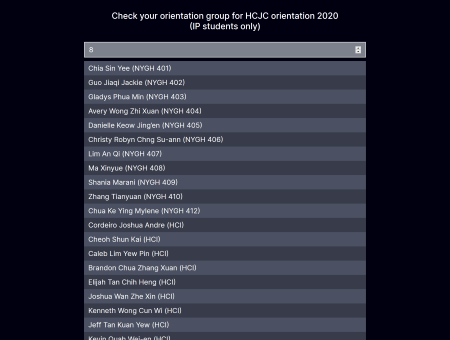 Check your orientation group for HCJC orientation 2020
(IP students only)
8
Chia Sin Yee (NYGH 401)
Guo Jiaqi Jackie (NYGH 402)
Gladys Phua Min (NYGH 403)
Avery Wong Zhi Xuan (NYGH 404)
Danielle Keow Jing'en (NYGH 405)
Christy Robyn Chng Su-ann (NYGH 406)
Lim An Qi (NYGH 407)
Ma Xinyue (NYGH 408)
Shania Marani (NYGH 409)
Zhang Tianyuan (NYGH 410)
Chua Ke Ying Mylene (NYGH 412)
Cordeiro Joshua Andre (HCI)
Cheoh Shun Kai (HCI)
Caleb Lim Yew Pin (HCI)
Brandon Chua Zhang Xuan (HCI)
Elijah Tan Chih Heng (HCI)
Joshua Wan Zhe Xin (HCI)
Kenneth Wong Cun Wi (HCI)
Jeff Tan Kuan Yew (HCI)
Kevin Quah Wei-en (HCI)